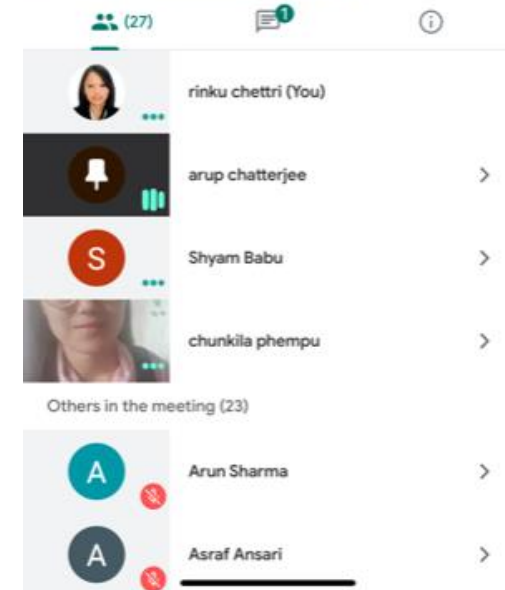 (27)
1
rinku chettri (You)
arup chatterjee
S
Shyam Babu
chunkila phempu
Others in the meeting (23)
A
Arun Sharma
A
Asraf Ansari